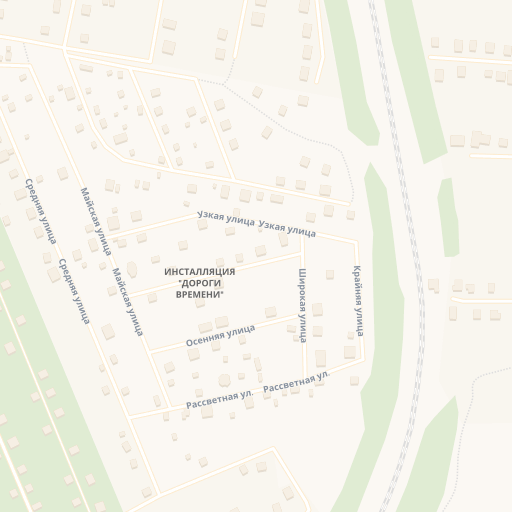 Средняя улица
Майская улица
Узкая улица
Узкая улица
Средняя улица
Майская улица
ИНСТАЛЛЯЦИЯ
"ДОРОГИ
ВРЕМЕНИ"
Широкая улица
Крайняя улица
Осенняя улица
Рассветная ул.
Рассветная ул.